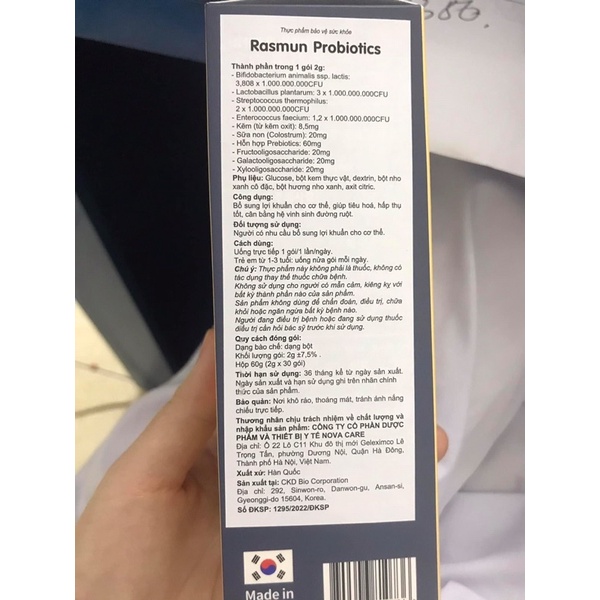 Thực phẩm bảo vệ sức khỏe
Rasmun Probiotics
Thành phần trong 1 gói 2g:
- Bifidobacterium animalis ssp. lactis:
3,808 x 1.000.000.000CFU
- Lactobacillus plantarum: 3 x 1.000.000.000CFU
- Streptococcus thermophilus:
2 x 1.000.000.000CFU
- Enterococcus faecium: 1,2 x 1.000.000.000CFU
- Kẽm (từ kẽm oxit): 8,5mg
- Sữa non (Colostrum): 20mg
- Hỗn hợp Prebiotics: 60mg
- Fructooligosaccharide: 20mg
- Galactooligosaccharide: 20mg
- Xylooligosaccharide: 20mg
Phụ liệu: Glucose, bột kem thực vật, dextrin, bột nho
xanh cô đặc, bột hương nho xanh, axit citric.
Công dụng:
Bổ sung lợi khuẩn cho cơ thể, giúp tiêu hoá, hấp thụ
tốt, cân bằng hệ vinh sinh đường ruột.
Đối tượng sử dụng:
Người có nhu cầu bổ sung lợi khuẩn cho cơ thể.
Cách dùng:
Uống trực tiếp 1 gói/1 lần/ngày.
Trẻ em từ 1-3 tuổi: uống nửa gói mỗi ngày.
Chú ý: Thực phẩm này không phải là thuốc, không có
tác dụng thay thế thuốc chữa bệnh.
Không sử dụng cho người có mẫn cảm, kiêng kỵ với
bất kỳ thành phần nào của sản phẩm.
Sản phẩm không dùng để chẩn đoán, điều trị, chữa
khỏi hoặc ngăn ngừa bất kỳ bệnh nào.
Người đang điều trị bệnh hoặc đang sử dụng thuốc
điều trị cần hỏi bác sỹ trước khi sử dụng.
Quy cách đóng gói:
Dạng bào chế: dạng bột
Khối lượng gói: 2g ±7,5% .
Hộp 60g (2g x 30 gói)
Thời hạn sử dụng: 36 tháng kể từ ngày sản xuất.
Ngày sản xuất và hạn sử dụng ghi trên nhãn chính
thức của sản phẩm.
Bảo quản: Nơi khô ráo, thoáng mát, tránh ánh nắng
chiếu trực tiếp.
Thương nhân chịu trách nhiệm về chất lượng và
nhập khẩu sản phẩm: CÔNG TY CỔ PHẦN DƯỢC
PHẨM VÀ THIẾT BỊ Y TẾ NOVA CARE
Địa chỉ: Ô 22 Lô C11 Khu đô thị mới Geleximco Lê
Trọng Tấn, phường Dương Nội, Quận Hà Đông,
Thành phố Hà Nội, Việt Nam.
Xuất xứ: Hàn Quốc
Sản xuất tại: CKD Bio Corporation
Địa chỉ: 292, Sinwon-ro, Danwon-gu, Ansan-si,
Gyeonggi-do 15604, Korea.
Số ĐKSP: 1295/2022/ĐKSP
Made in